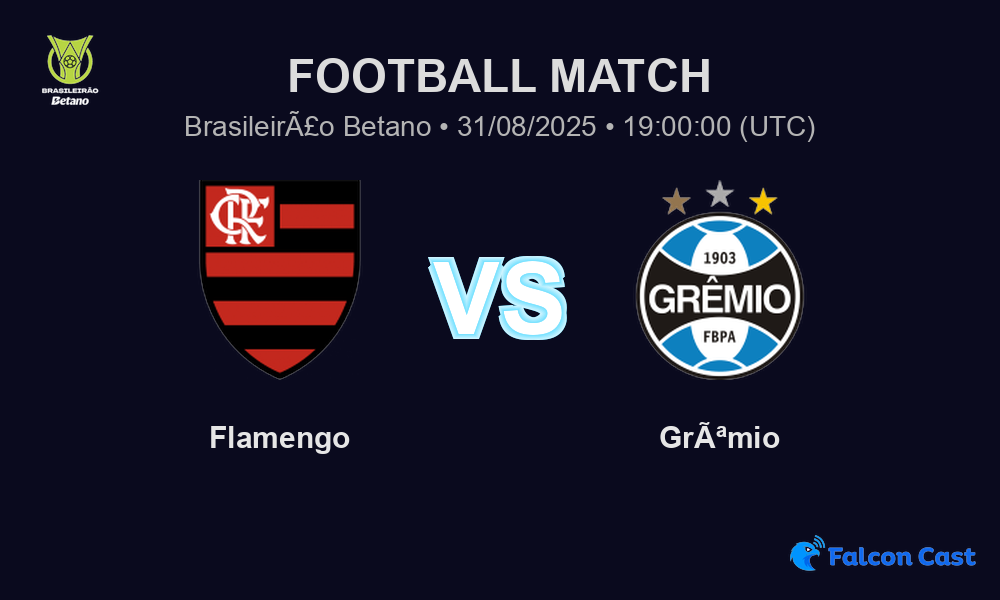 FOOTBALL MATCH
BRASILEIRÃO
Betano
BrasileirÃ£o Betano • 31/08/2025 • 19:00:00 (UTC)
CRF
1903
GRÊMIO
FBPA
VS
Flamengo
GrÃªmio
Falcon Cast